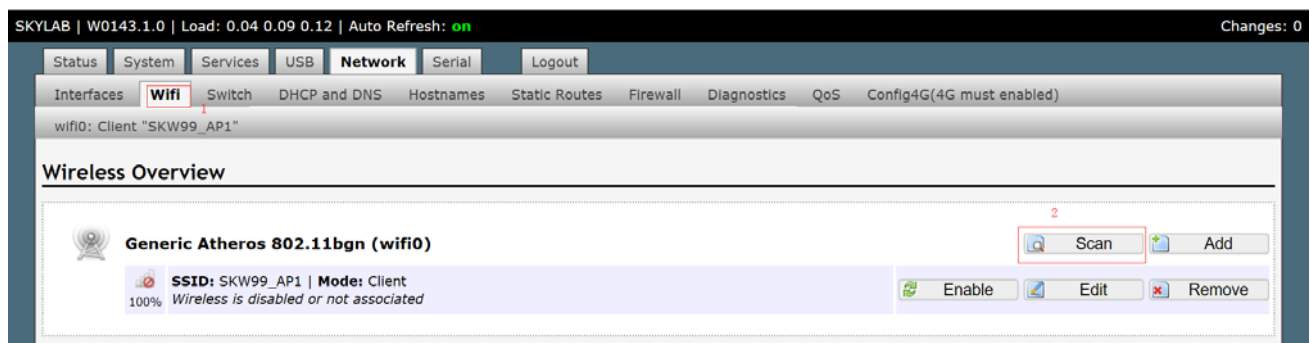 SKYLAB | W0143.1.0 | Load: 0.04 0.09 0.12 | Auto Refresh: on Changes: 0
Status System Services USB Network Serial Logout
Interfaces Wifi Switch DHCP and DNS Hostnames Static Routes Firewall Diagnostics QoS Config4G(4G must enabled)
1
wifi0: Client "SKW99_AP1"
Wireless Overview
2
Generic Atheros 802.11bgn (wifi0) Scan Add
SSID: SKW99_AP1 | Mode: Client
100% Wireless is disabled or not associated Enable Edit Remove